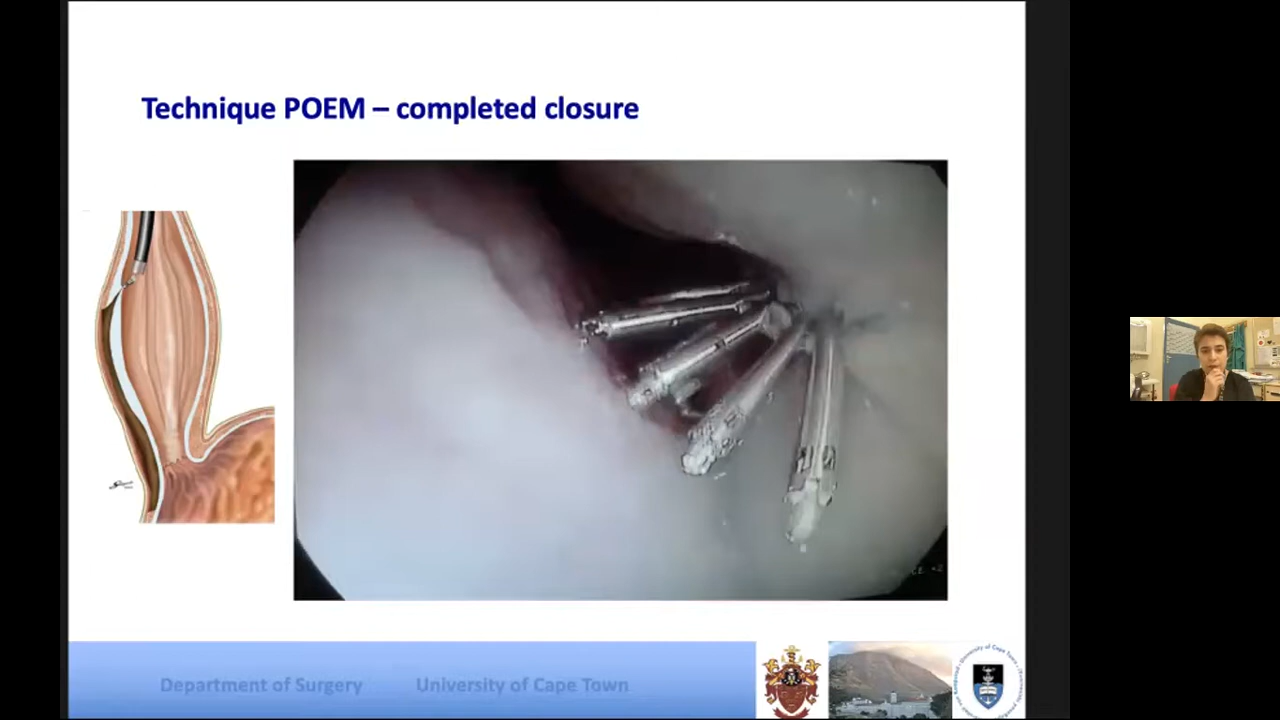 Technique POEM – completed closure
Department of Surgery
University of Cape Town